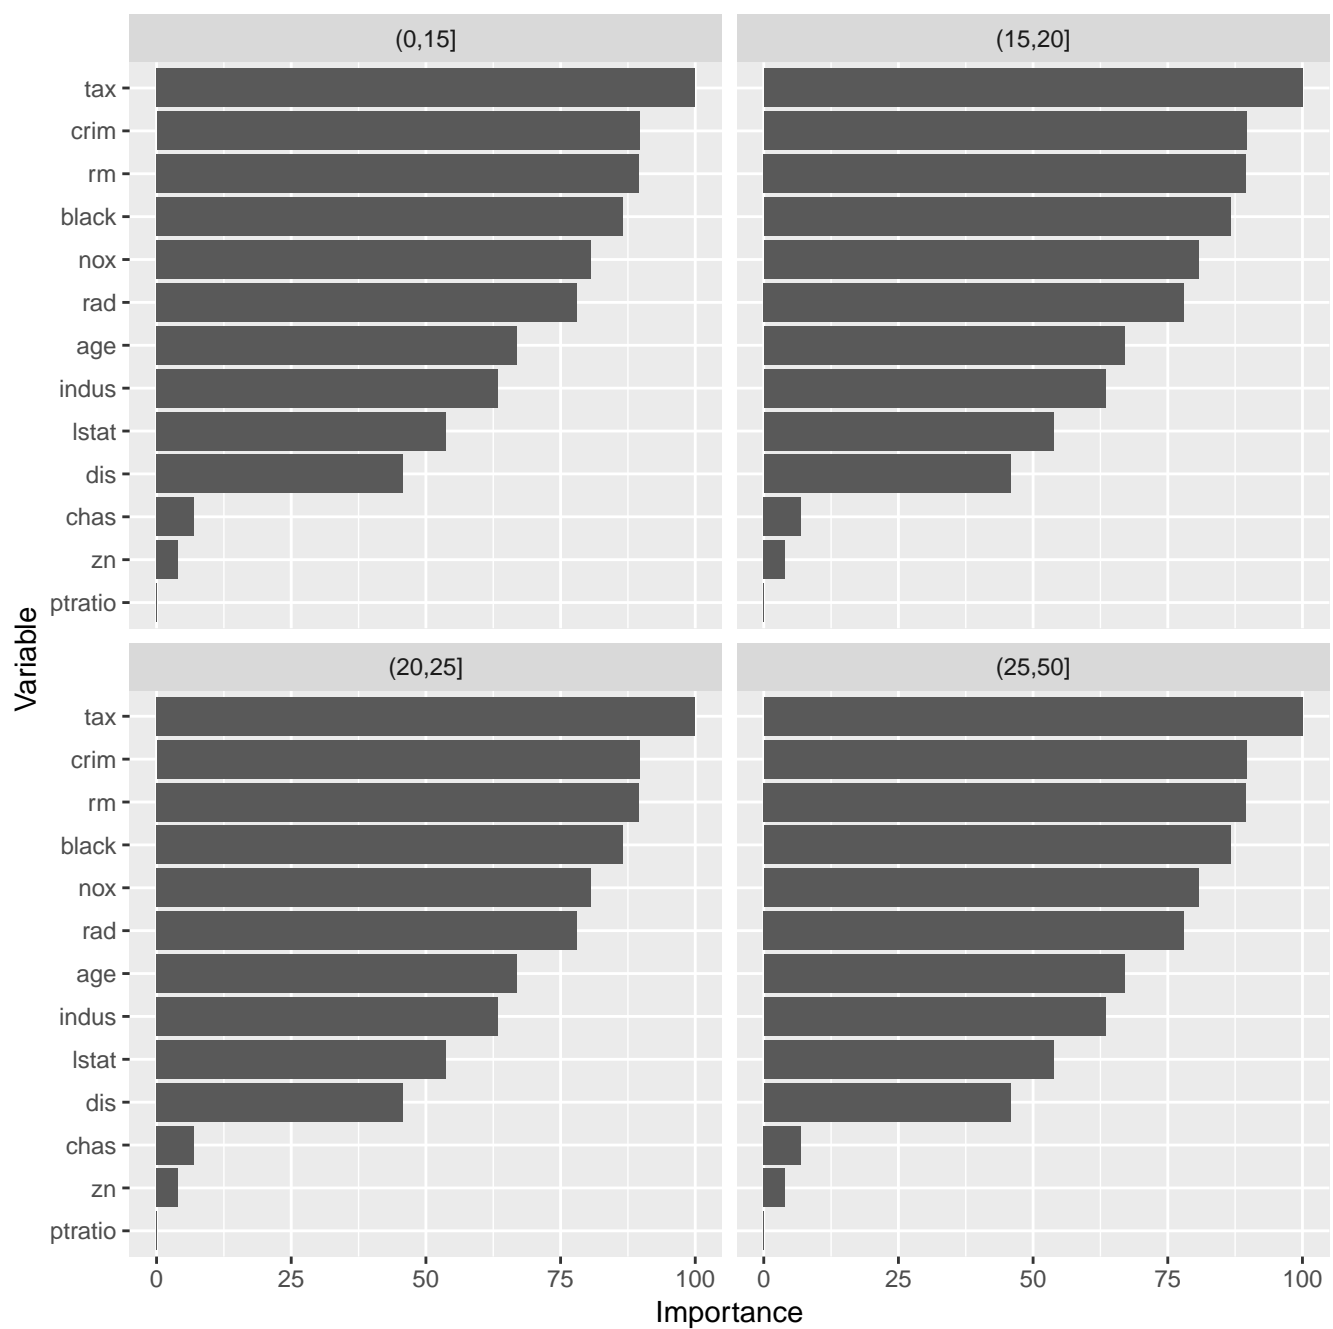 (0,15]
(15,20]
tax
crim
rm
black
nox
rad
age
indus
lstat
dis
chas
zn
ptratio
Variable
(20,25]
(25,50]
tax
crim
rm
black
nox
rad
age
indus
lstat
dis
chas
zn
ptratio
0 25 50 75 100 0 25 50 75 100
Importance